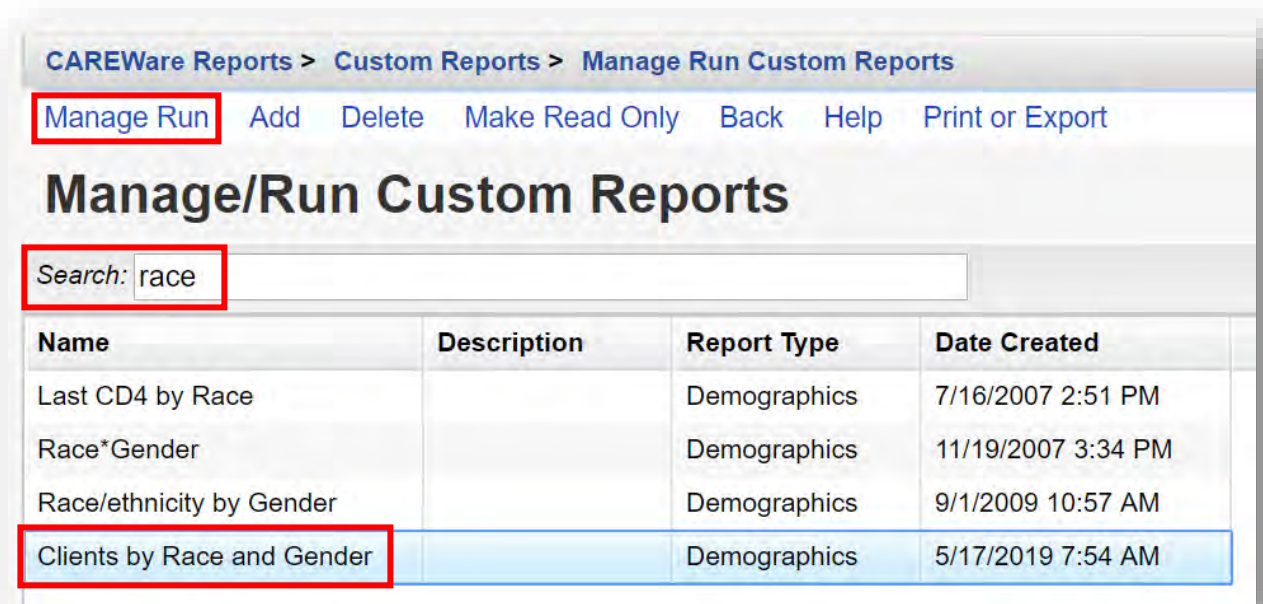 CAREWare Reports > Custom Reports > Manage Run Custom Reports
Manage Run Add Delete Make Read Only Back Help Print or Export
Manage/Run Custom Reports
Search: race
Name Description Report Type Date Created
Last CD4 by Race Demographics 7/16/2007 2:51 PM
Race*Gender Demographics 11/19/2007 3:34 PM
Race/ethnicity by Gender Demographics 9/1/2009 10:57 AM
Clients by Race and Gender Demographics 5/17/2019 7:54 AM